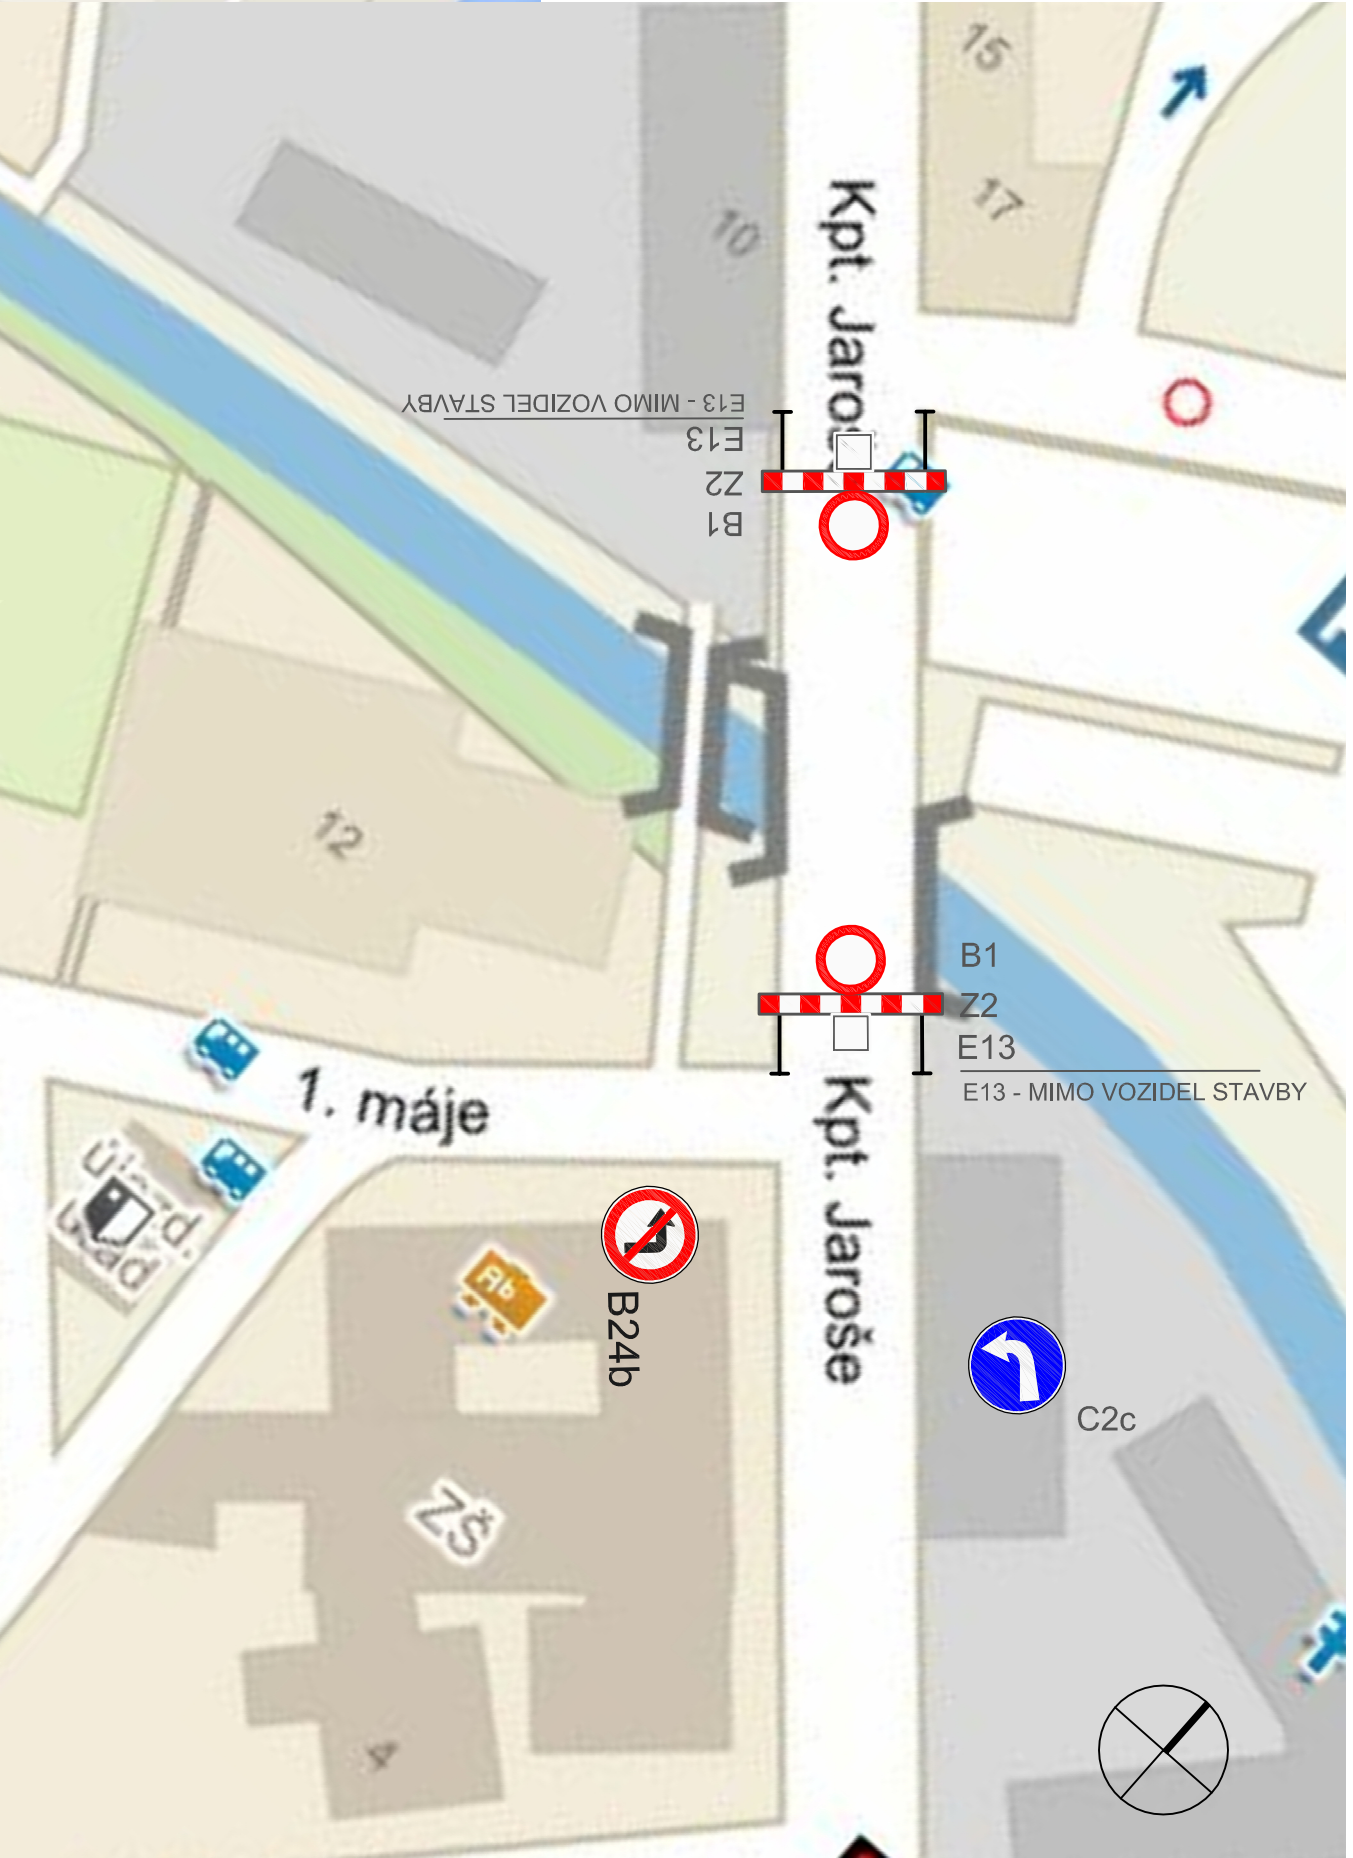 15
17
10
Kpt. Jaroš
E13 - MIMO VOZIDEL STAVBY
E13
Z2
B1
12
B1
Z2
E13
E13 - MIMO VOZIDEL STAVBY
1. máje
Kpt. Jaroše
B24b
C2c
ZŠ
4